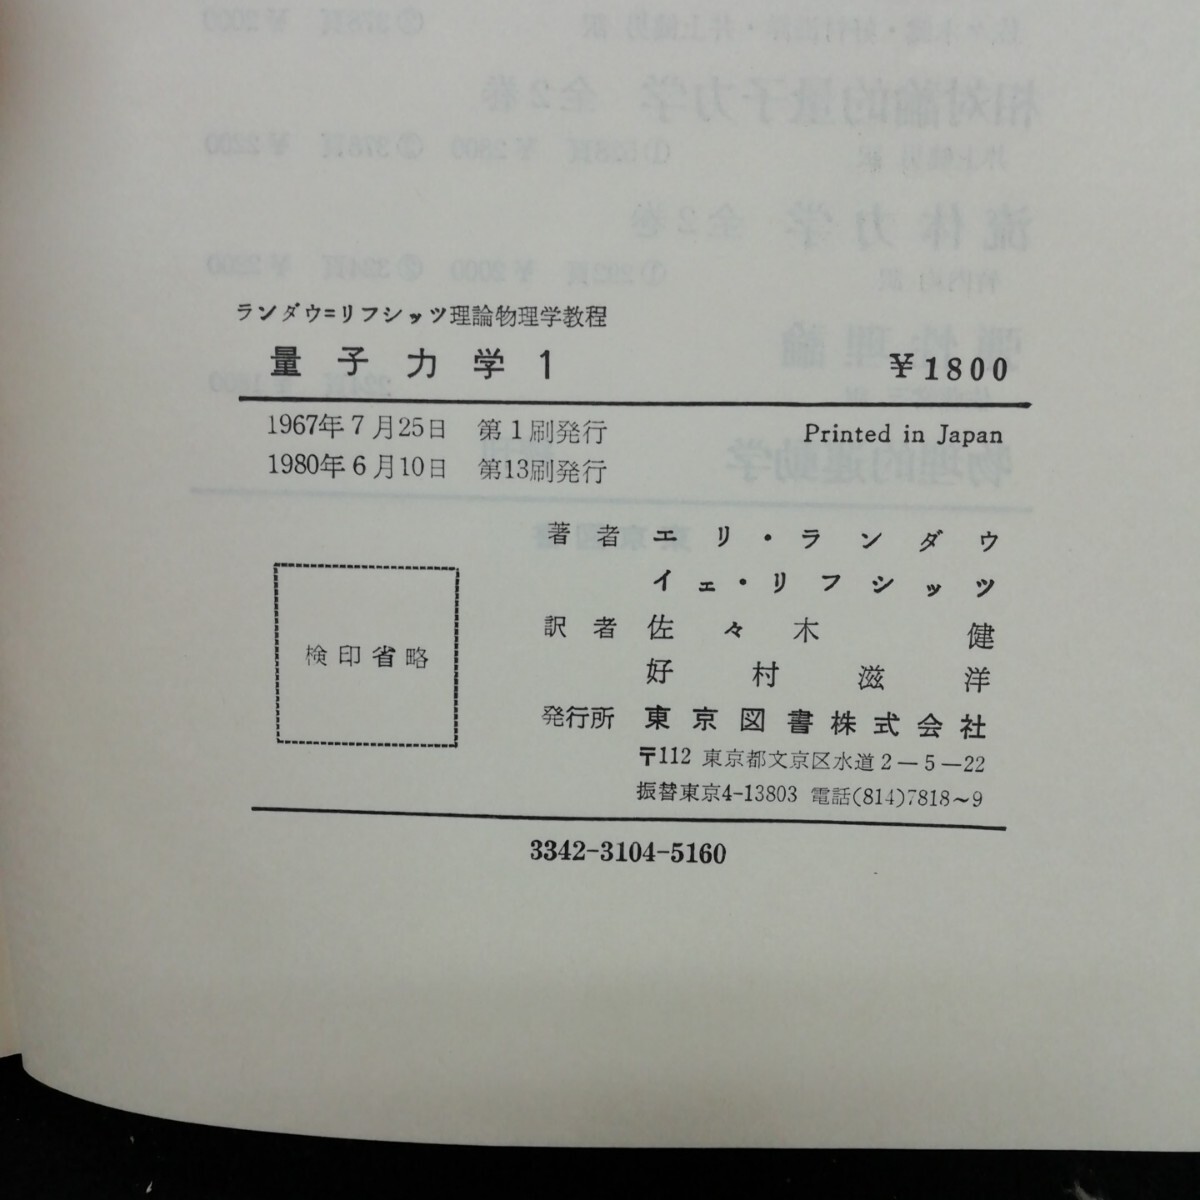 ランダウ=リフシッツ理論物理学教程
量子力学1 ¥1800
1967年7月25日 第1刷発行 Printed in Japan
1980年6月10日 第13刷発行
著者 エリ・ランダウ
イェ・リフシッツ
訳者 佐々木 健
好村滋洋
検印省略
発行所 東京図書株式会社
〒112 東京都文京区水道2-5-22
振替東京4-13803 電話(814)7818~9
3342-3104-5160